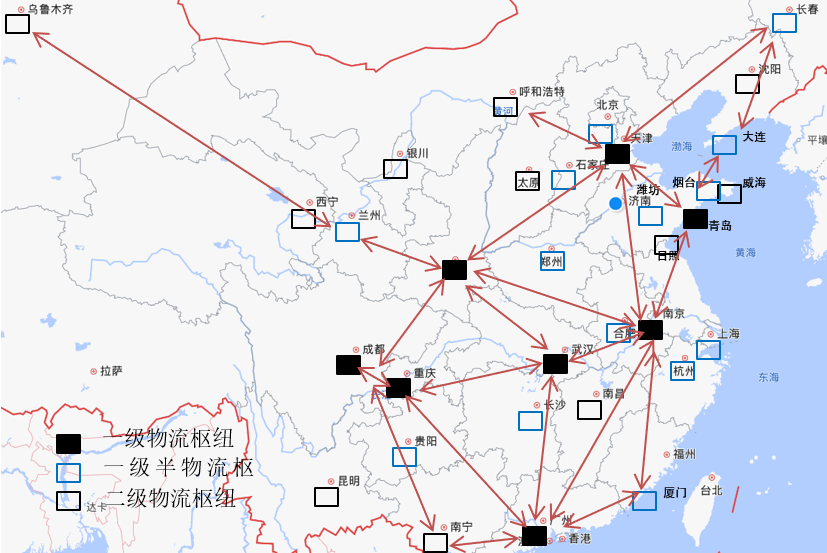 乌鲁木齐
长春
沈阳
呼和浩特
黄河
北京
天津
大连
渤海
平壤
银川
石家庄
太原
烟台
威海
潍坊
济南
西宁
兰州
青岛
日照
黄海
郑州
南京
合肥
上海
成都
武汉
杭州
拉萨
重庆
东海
南昌
长沙
一级物流枢纽
贵阳
福州
一级半物流枢
昆明
厦门
台北
二级物流枢纽
达卡
南宁
州
香港